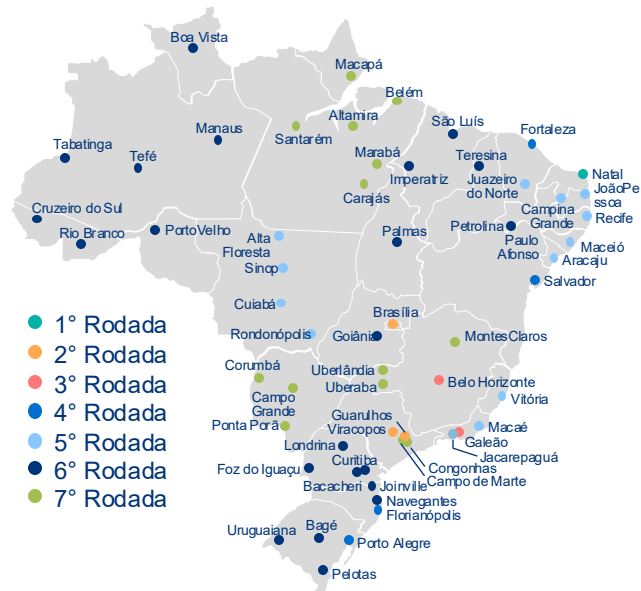 Boa Vista
Macapá
Belém
Altamira
Santarém
São Luís
Fortaleza
Manaus
Tabatinga
Tefé
Marabá
Teresina
Imperatriz
Juazeiro
do Norte
Natal
JoãoPe
ssoa
Carajás
Campina
Grande
Recife
Cruzeiro do Sul
Rio Branco
PortoVelho
Alta
Floresta
Palmas
Petrolina
Paulo
Afonso
Maceió
Aracaju
Sinop
Salvador
Cuiabá
Brasília
Rondonópolis
Goiânia
MontesClaros
1° Rodada
2° Rodada
3° Rodada
4° Rodada
5° Rodada
6° Rodada
7° Rodada
Corumbá
Uberlândia
Uberaba
Belo Horizonte
Campo
Grande
Vitória
Guarulhos
Viracopos
Ponta Porã
Macaé
Galeão
Jacarepaguá
Londrina
Curitiba
Congonhas
Campo de Marte
Foz do Iguaçu
Bacacheri
Joinville
Navegantes
Florianópolis
Uruguaiana
Bagé
Porto Alegre
Pelotas